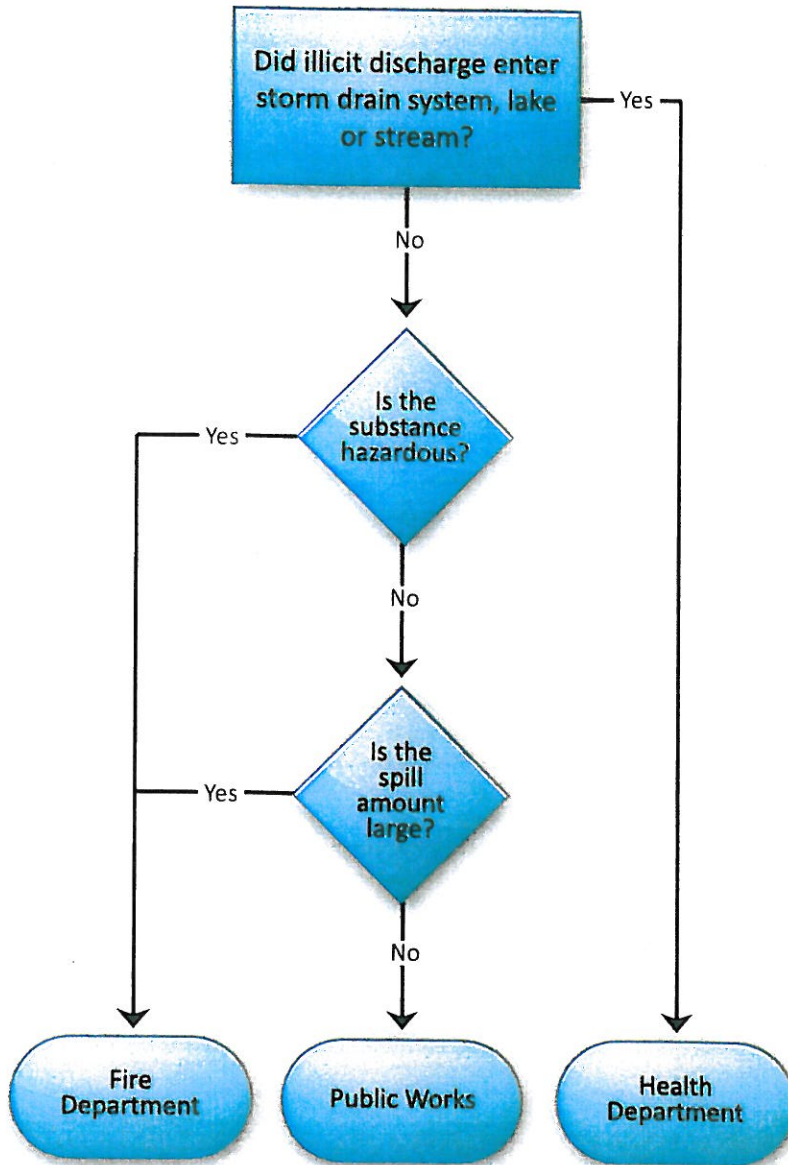 Did illicit discharge enter
storm drain system, lake
or stream?
Yes
No
Is the
substance
hazardous?
Yes
No
Is the
spill
amount
large?
Yes
No
Fire
Department
Public Works
Health
Department